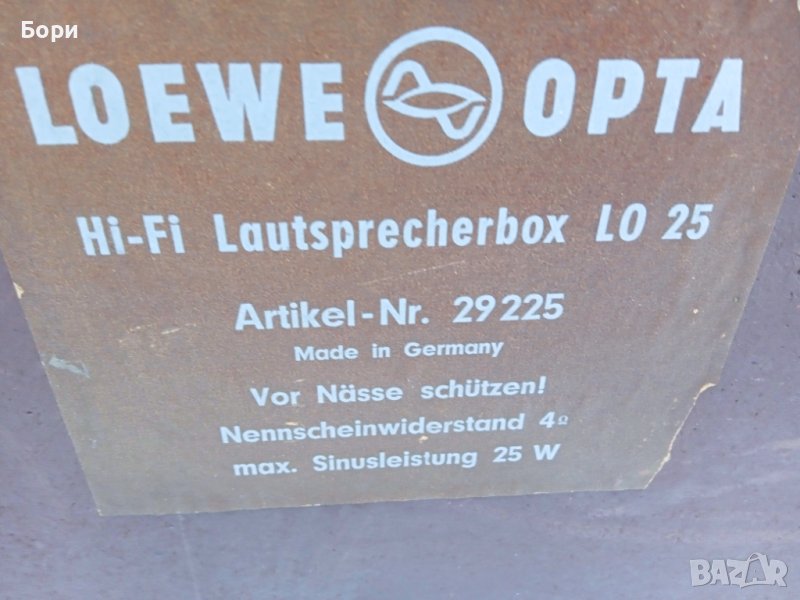 Бори
LOEWE OPTA
Hi-Fi Lautsprecherbox LO 25
Artikel-Nr. 29225
Made in Germany
Vor Nässe schützen!
Nennscheinwiderstand 4Ω
max. Sinusleistung 25 W
BAZAR